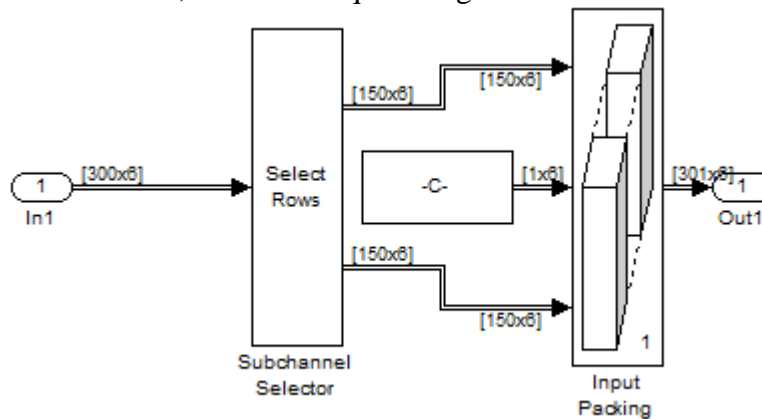 [150x6]
[150x6]
[300x6]
1
In1
Select
Rows
-C-
[1x6]
[301x6]
1
Out1
[150x6]
[150x6]
1
Subchannel
Selector
Input
Packing